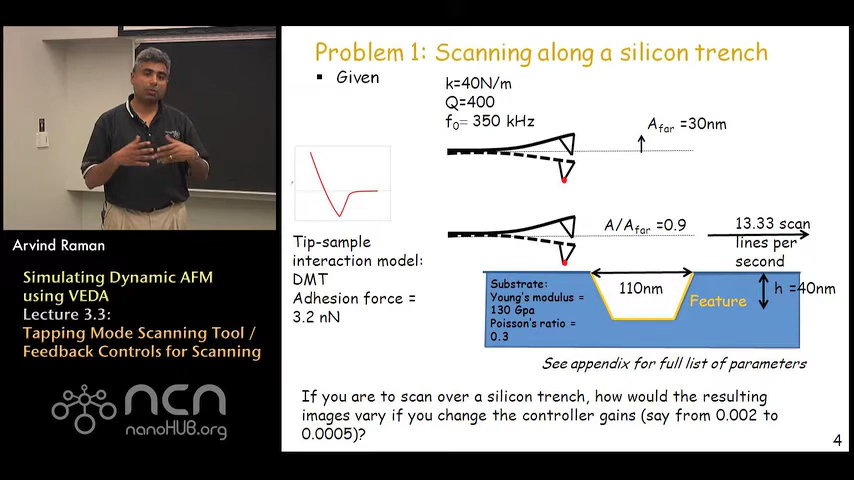 Problem 1: Scanning along a silicon trench
▪ Given
k=40N/m
Q=400
f₀= 350 kHz
A_far =30nm
A/A_far =0.9
13.33 scan
lines per
second
Tip-sample
interaction model:
DMT
Adhesion force =
3.2 nN
Substrate:
Young's modulus =
130 Gpa
Poisson's ratio =
0.3
110nm
Feature
h =40nm
See appendix for full list of parameters
If you are to scan over a silicon trench, how would the resulting
images vary if you change the controller gains (say from 0.002 to
0.0005)?
4
Arvind Raman
Simulating Dynamic AFM
using VEDA
Lecture 3.3:
Tapping Mode Scanning Tool /
Feedback Controls for Scanning
ncn
nanoHUB.org